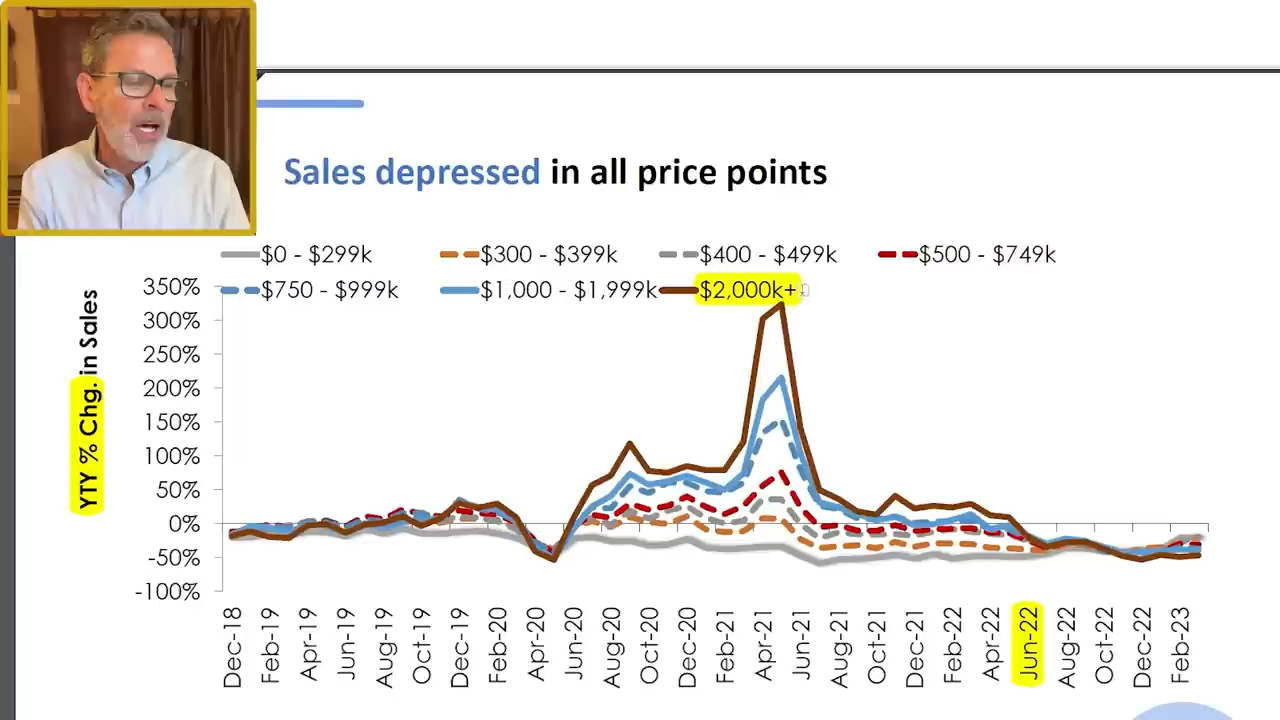 Sales depressed in all price points
$0 - $299k
$300 - $399k
$400 - $499k
$500 - $749k
$750 - $999k
$1,000 - $1,999k
$2,000k+
YTY % Chg. in Sales
350%
300%
250%
200%
150%
100%
50%
0%
-50%
-100%
Dec-18
Feb-19
Apr-19
Jun-19
Aug-19
Oct-19
Dec-19
Feb-20
Apr-20
Jun-20
Aug-20
Oct-20
Dec-20
Feb-21
Apr-21
Jun-21
Aug-21
Oct-21
Dec-21
Feb-22
Apr-22
Jun-22
Aug-22
Oct-22
Dec-22
Feb-23